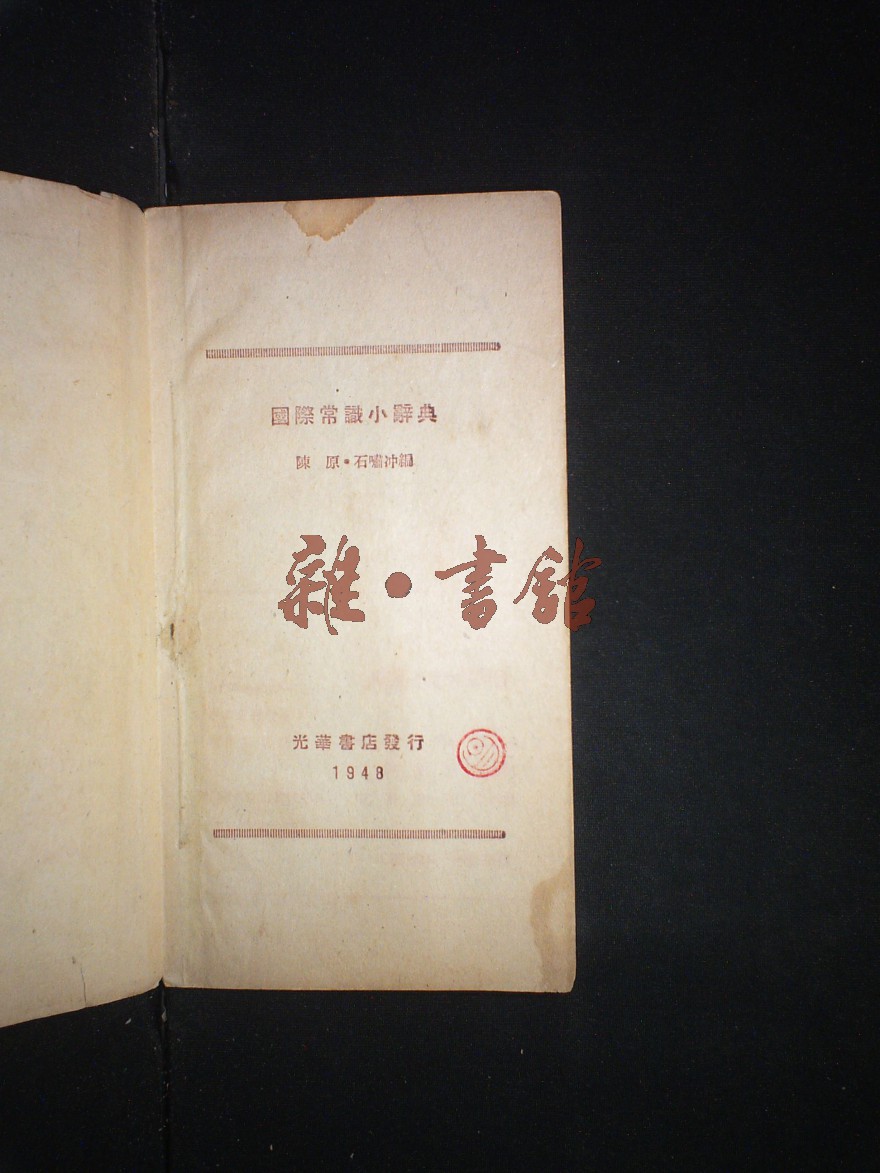 國際常識小辭典
陳 原·石嘯冲編
雜·書館
光華書店發行
1948